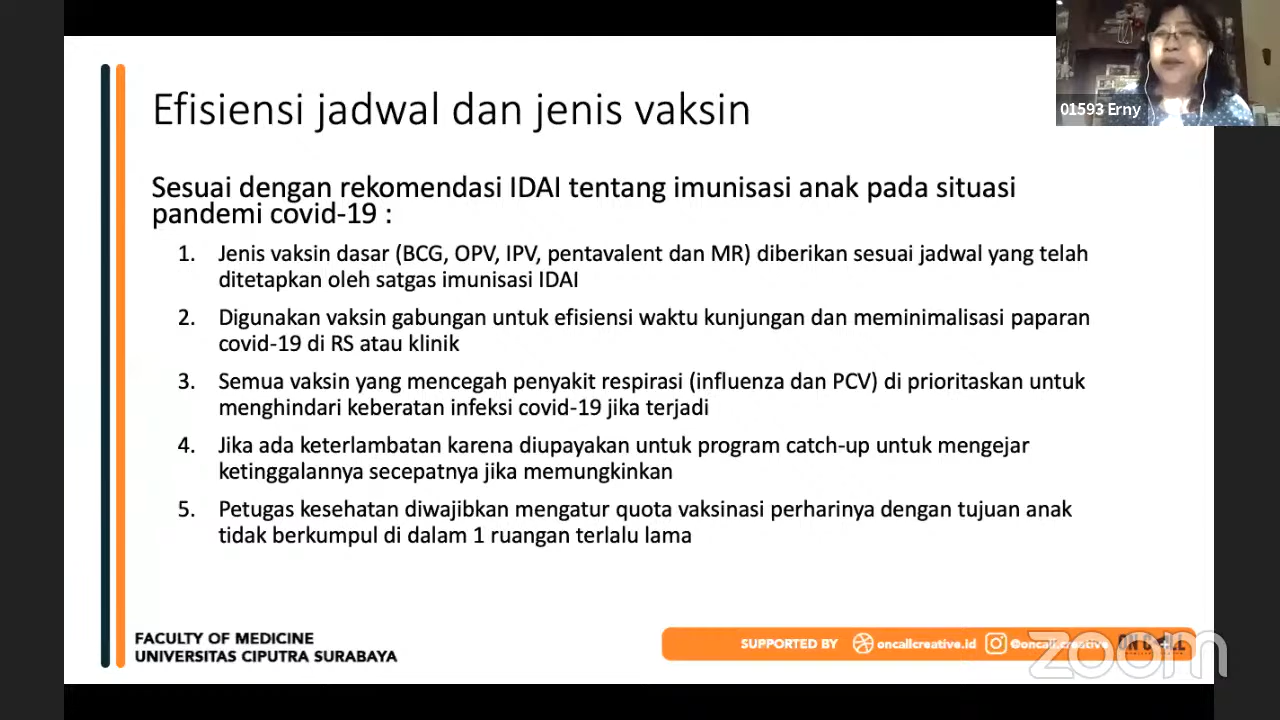 Efisiensi jadwal dan jenis vaksin
01593 Erny
Sesuai dengan rekomendasi IDAI tentang imunisasi anak pada situasi
pandemi covid-19 :
1. Jenis vaksin dasar (BCG, OPV, IPV, pentavalent dan MR) diberikan sesuai jadwal yang telah
ditetapkan oleh satgas imunisasi IDAI
2. Digunakan vaksin gabungan untuk efisiensi waktu kunjungan dan meminimalisasi paparan
covid-19 di RS atau klinik
3. Semua vaksin yang mencegah penyakit respirasi (influenza dan PCV) di prioritaskan untuk
menghindari keberatan infeksi covid-19 jika terjadi
4. Jika ada keterlambatan karena diupayakan untuk program catch-up untuk mengejar
ketinggalannya secepatnya jika memungkinkan
5. Petugas kesehatan diwajibkan mengatur quota vaksinasi perharinya dengan tujuan anak
tidak berkumpul di dalam 1 ruangan terlalu lama
FACULTY OF MEDICINE
UNIVERSITAS CIPUTRA SURABAYA
SUPPORTED BY oncallcreative.id @oncall.creative ON CALL
zoom